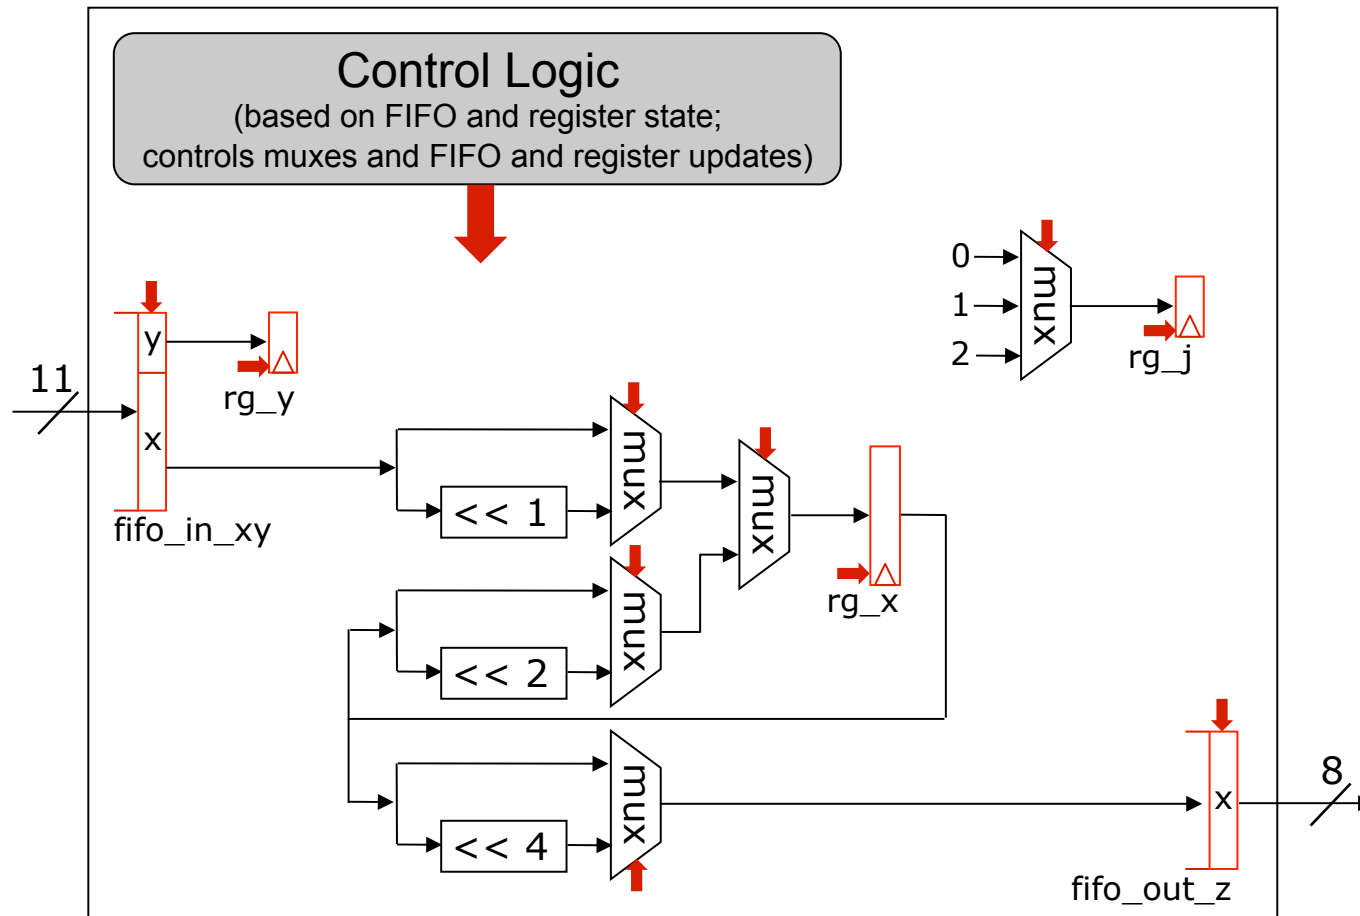 Control Logic
(based on FIFO and register state;
controls muxes and FIFO and register updates)
0
1
2
mux
rg_j
y
x
11
rg_y
fifo_in_xy
<< 1
mux
mux
rg_x
<< 2
mux
<< 4
mux
x
8
fifo_out_z